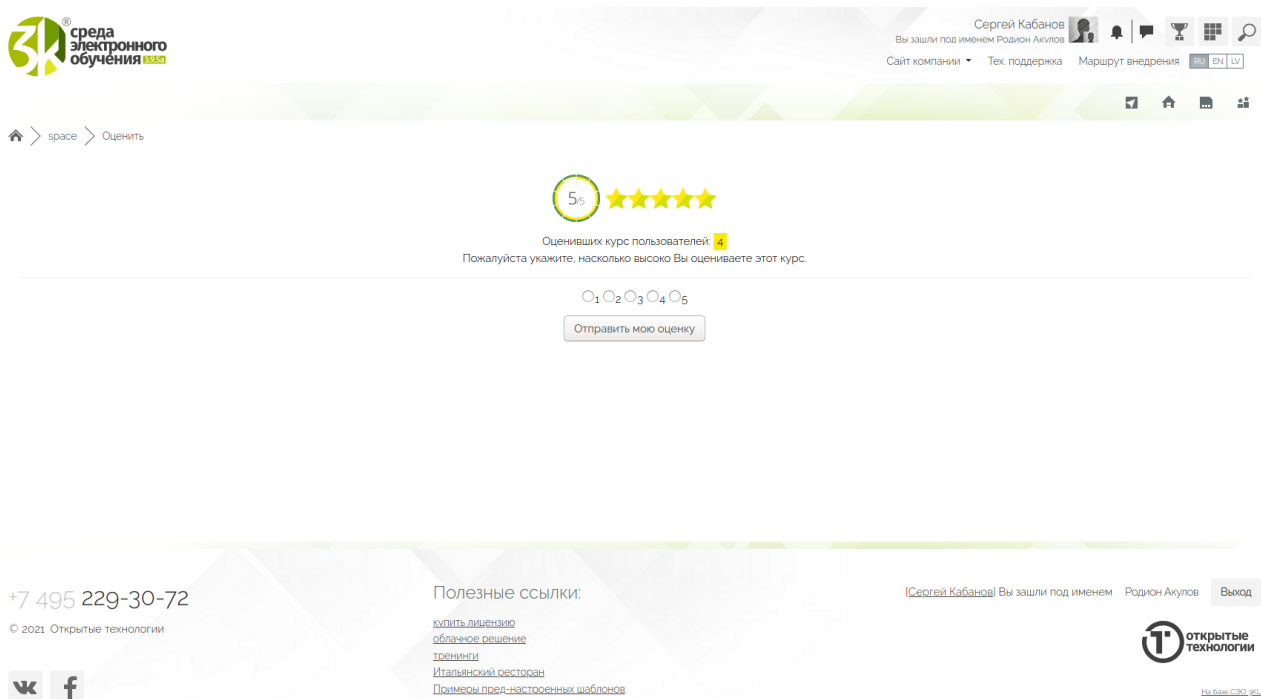 3k®
среда
электронного
обучения 3.9.5a
Сергей Кабанов
Вы зашли под именем Родион Акулов
Сайт компании Тех. поддержка Маршрут внедрения RU EN LV
space Оценить
5/5
Оценивших курс пользователей: 4
Пожалуйста укажите, насколько высоко Вы оцениваете этот курс.
1 2 3 4 5
Отправить мою оценку
+7 495 229-30-72
© 2021 Открытые технологии
Полезные ссылки:
купить лицензию
облачное решение
тренинги
Итальянский ресторан
Примеры пред-настроенных шаблонов
[Сергей Кабанов] Вы зашли под именем Родион Акулов Выход
открытые
технологии
На базе СЭО 3KL